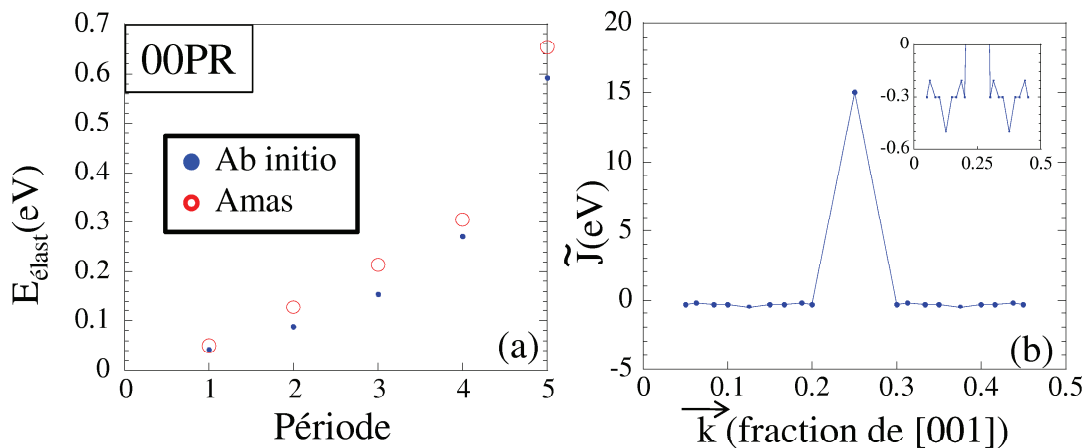 0.7
0.6
0.5
0.4
0.3
0.2
0.1
0
E_élast(eV)
00PR
Ab initio
Amas
(a)
0 1 2 3 4 5
Période
20
15
10
5
0
-5
J̃(eV)
0
-0.3
-0.6
0 0.25 0.5
(b)
0 0.1 0.2 0.3 0.4 0.5
k⃗ (fraction de [001])